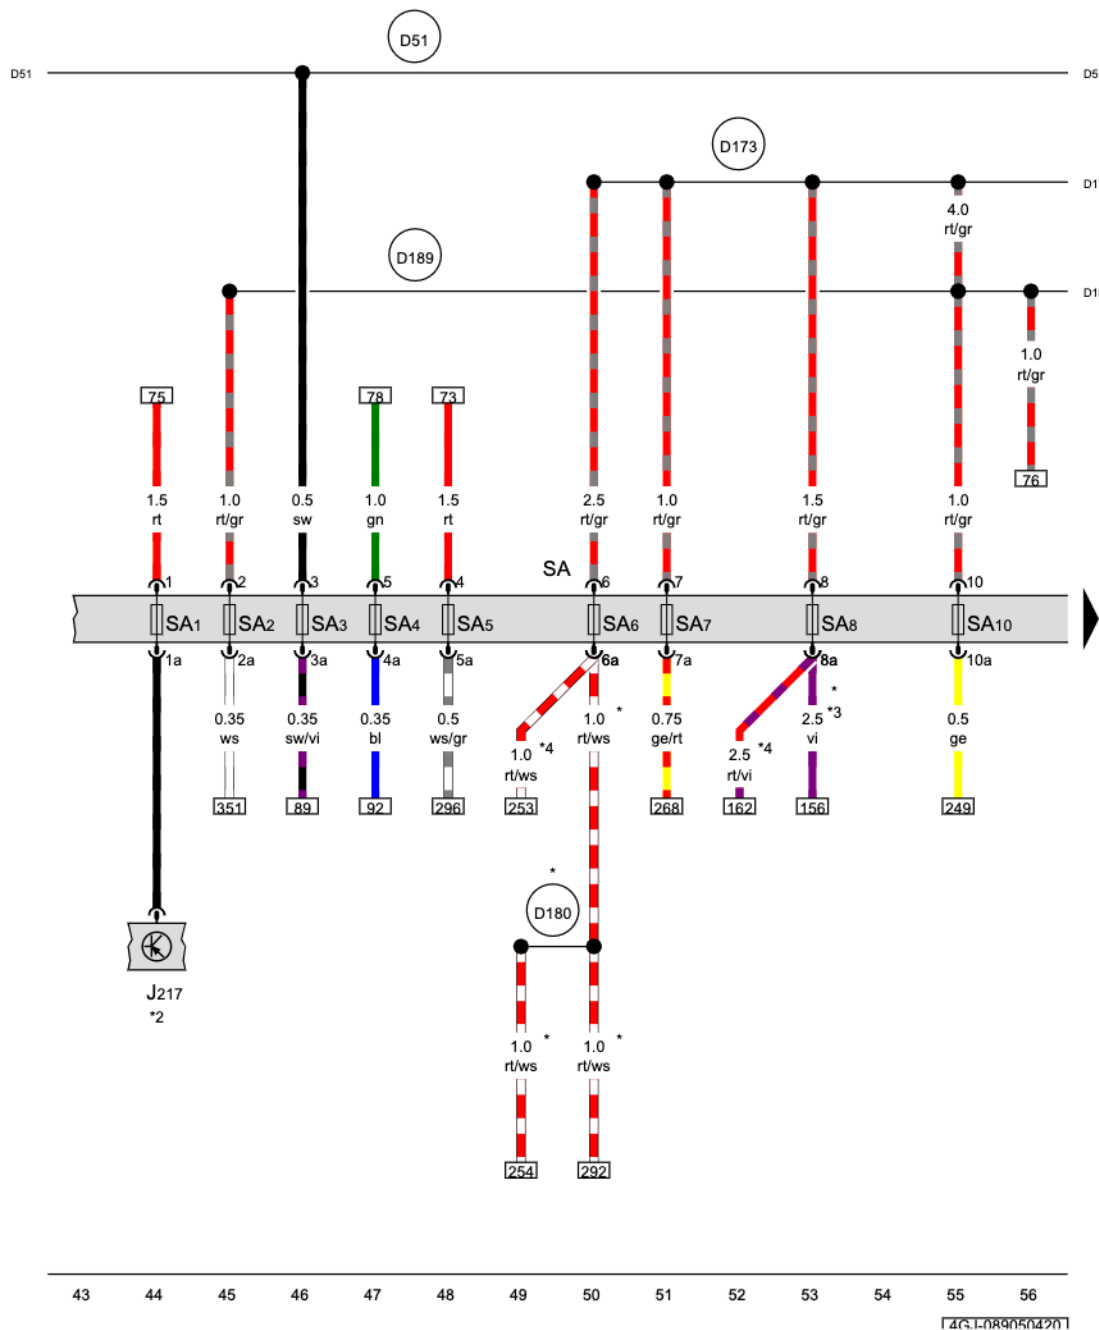 D51
D51
D5
D173
D1
D189
D1
4.0
rt/gr
1.0
rt/gr
76
75
78
73
1.5
rt
1.0
rt/gr
0.5
sw
1.0
gn
1.5
rt
2.5
rt/gr
1.0
rt/gr
1.5
rt/gr
1.0
rt/gr
SA
1
2
3
5
4
6
7
8
10
SA1
SA2
SA3
SA4
SA5
SA6
SA7
SA8
SA10
1a
2a
3a
4a
5a
6a
7a
8a
10a
0.35
ws
351
0.35
sw/vi
89
0.35
bl
92
0.5
ws/gr
296
1.0 *4
rt/ws
253
1.0 *
rt/ws
0.75
ge/rt
268
2.5 *4
rt/vi
162
*
2.5 *3
vi
156
0.5
ge
249
*
D180
J217
*2
1.0 *
rt/ws
254
1.0 *
rt/ws
292
43 44 45 46 47 48 49 50 51 52 53 54 55 56
4GJ-089050420